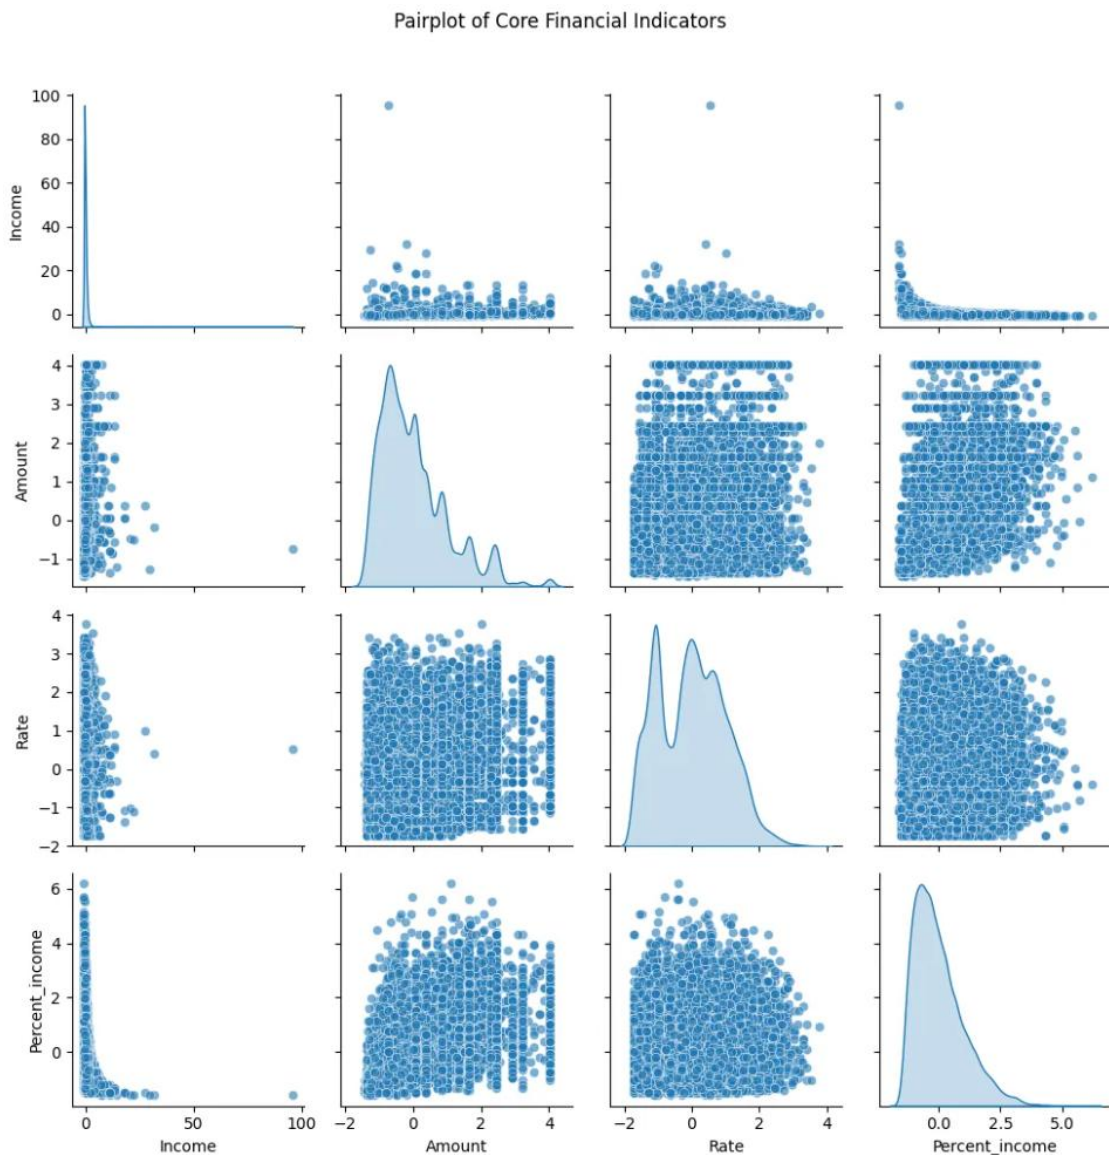 Pairplot of Core Financial Indicators
100
80
60
40
20
0
Income
4
3
2
1
0
−1
Amount
4
3
2
1
0
−1
−2
Rate
6
4
2
0
Percent_income
0 50 100
Income
−2 0 2 4
Amount
−2 0 2 4
Rate
0.0 2.5 5.0
Percent_income